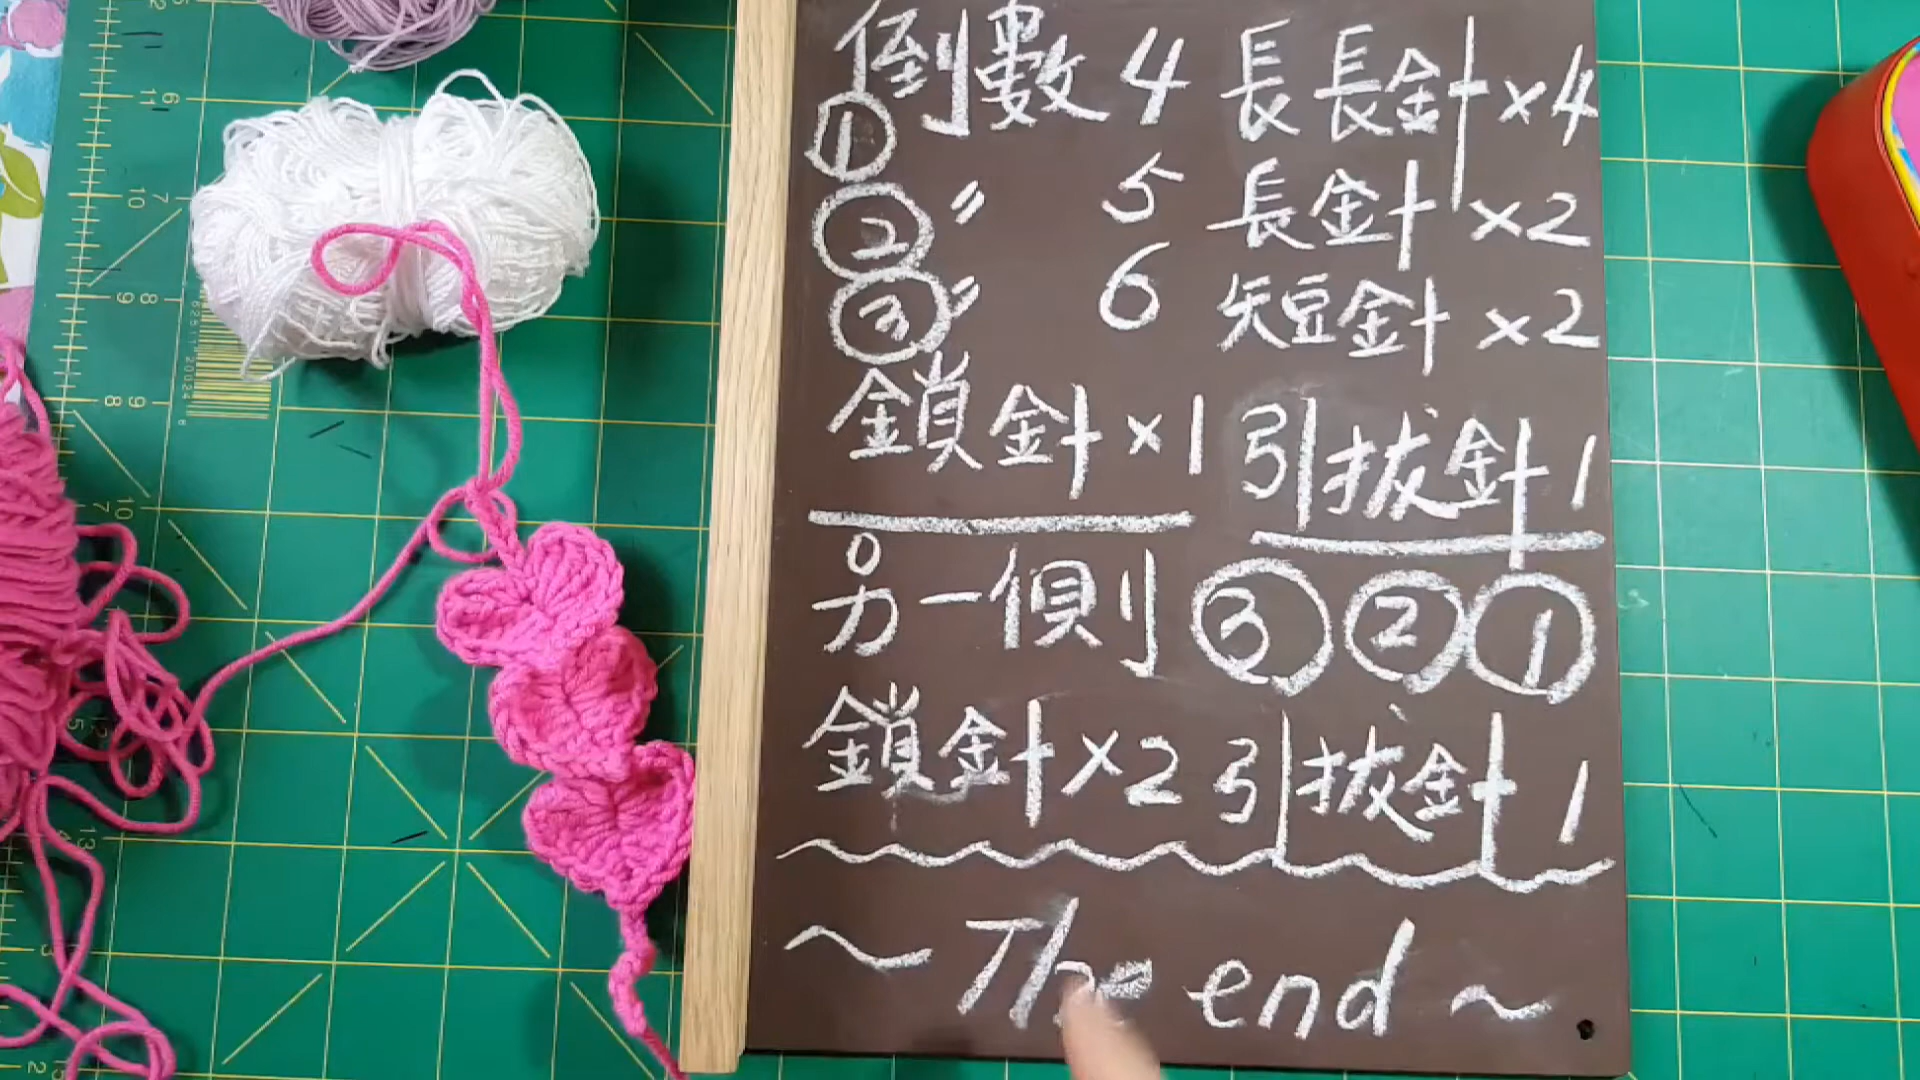 倒數 4 長長針 ×4
① 
② 〃 5 長針 ×2
③ 〃 6 短針 ×2
鎖針 ×1 引拔針 1
另一側 ③ ② ①
鎖針 ×2 引拔針 1
~ The end ~